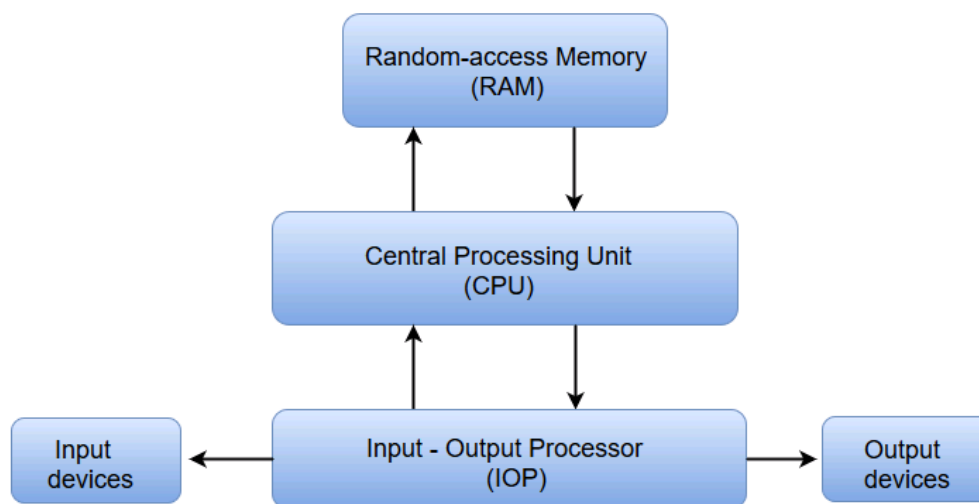 Random-access Memory
(RAM)
Central Processing Unit
(CPU)
Input
devices
Input - Output Processor
(IOP)
Output
devices